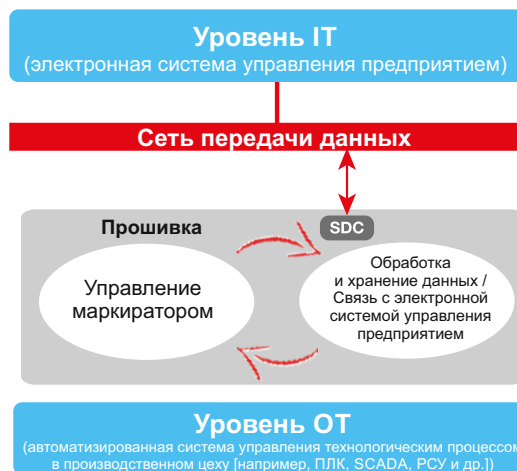 Уровень IT
(электронная система управления предприятием)
Сеть передачи данных
Прошивка
SDC
Управление
маркиратором
Обработка
и хранение данных /
Связь с электронной
системой управления
предприятием
Уровень ОТ
(автоматизированная система управления технологическим процессом
в производственном цеху [например, ПЛК, SCADA, РСУ и др.])